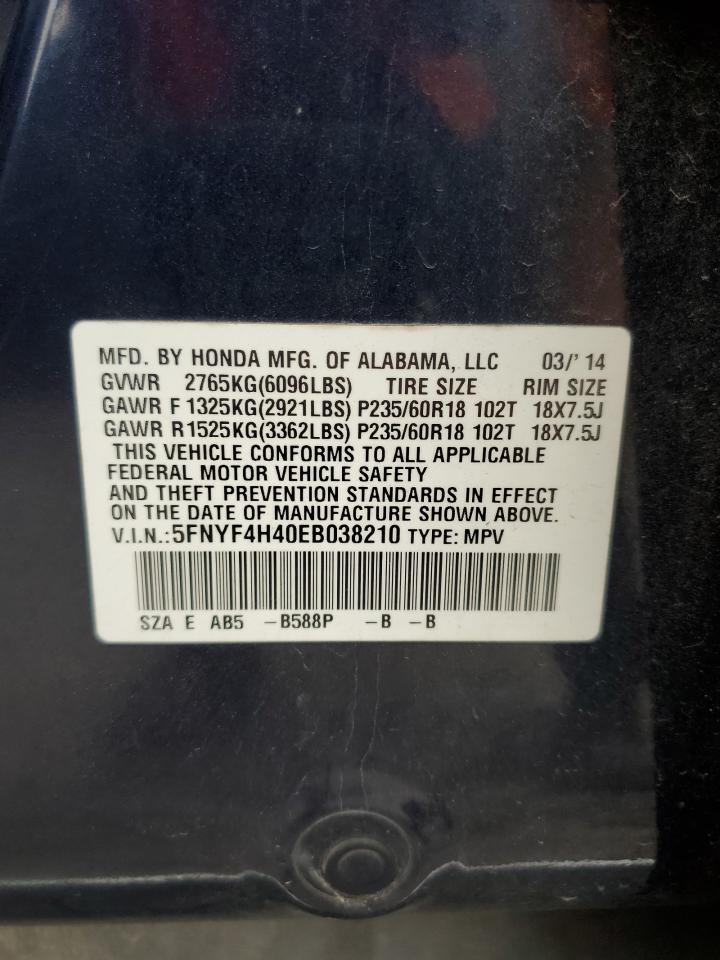 MFD. BY HONDA MFG. OF ALABAMA, LLC 03/' 14
GVWR 2765KG(6096LBS) TIRE SIZE RIM SIZE
GAWR F 1325KG(2921LBS) P235/60R18 102T 18X7.5J
GAWR R1525KG(3362LBS) P235/60R18 102T 18X7.5J
THIS VEHICLE CONFORMS TO ALL APPLICABLE
FEDERAL MOTOR VEHICLE SAFETY
AND THEFT PREVENTION STANDARDS IN EFFECT
ON THE DATE OF MANUFACTURE SHOWN ABOVE.
V.I.N.:5FNYF4H40EB038210 TYPE: MPV
SZA E AB5 -B588P -B -B